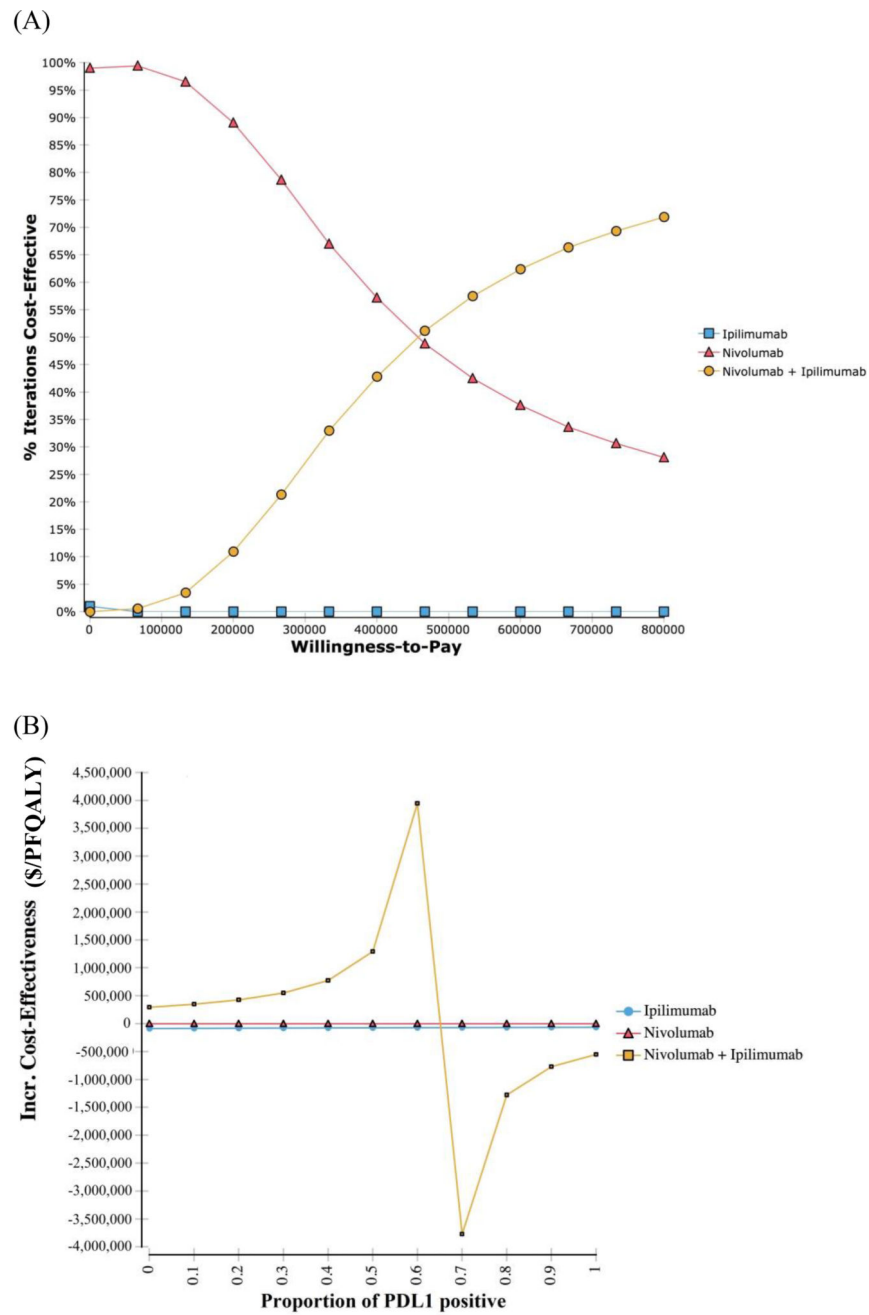 (A)
% Iterations Cost-Effective
100%
95%
90%
85%
80%
75%
70%
65%
60%
55%
50%
45%
40%
35%
30%
25%
20%
15%
10%
5%
0%
0 100000 200000 300000 400000 500000 600000 700000 800000
Willingness-to-Pay
Ipilimumab
Nivolumab
Nivolumab + Ipilimumab
(B)
Incr. Cost-Effectiveness ($/PFQALY)
4,500,000
4,000,000
3,500,000
3,000,000
2,500,000
2,000,000
1,500,000
1,000,000
500,000
0
-500,000
-1,000,000
-1,500,000
-2,000,000
-2,500,000
-3,000,000
-3,500,000
-4,000,000
0 0.1 0.2 0.3 0.4 0.5 0.6 0.7 0.8 0.9 1
Proportion of PDL1 positive
Ipilimumab
Nivolumab
Nivolumab + Ipilimumab